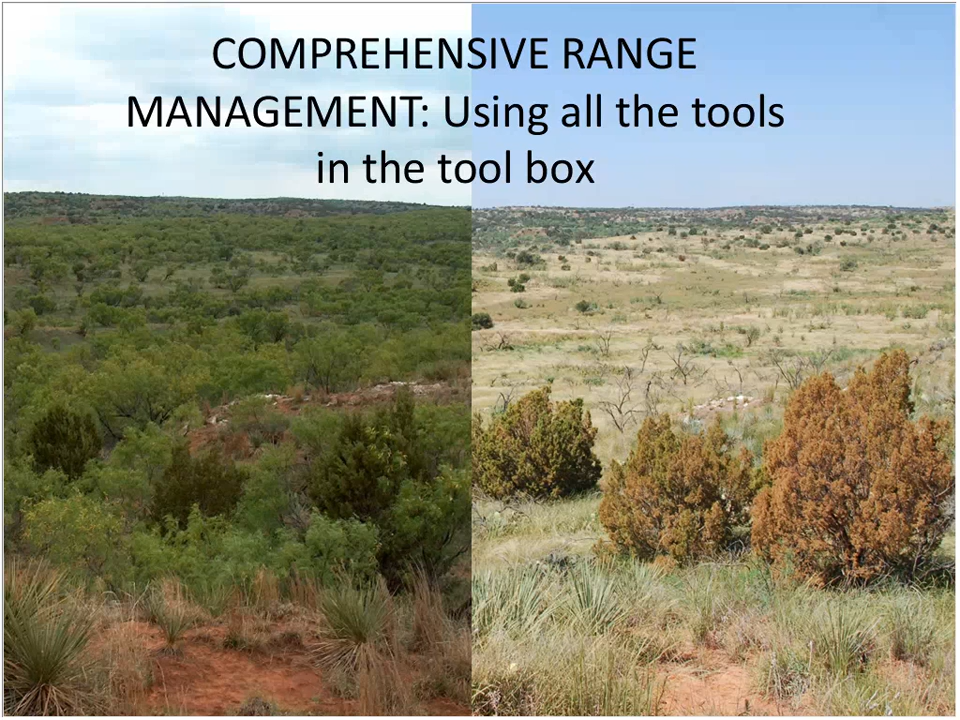 COMPREHENSIVE RANGE
MANAGEMENT: Using all the tools
in the tool box